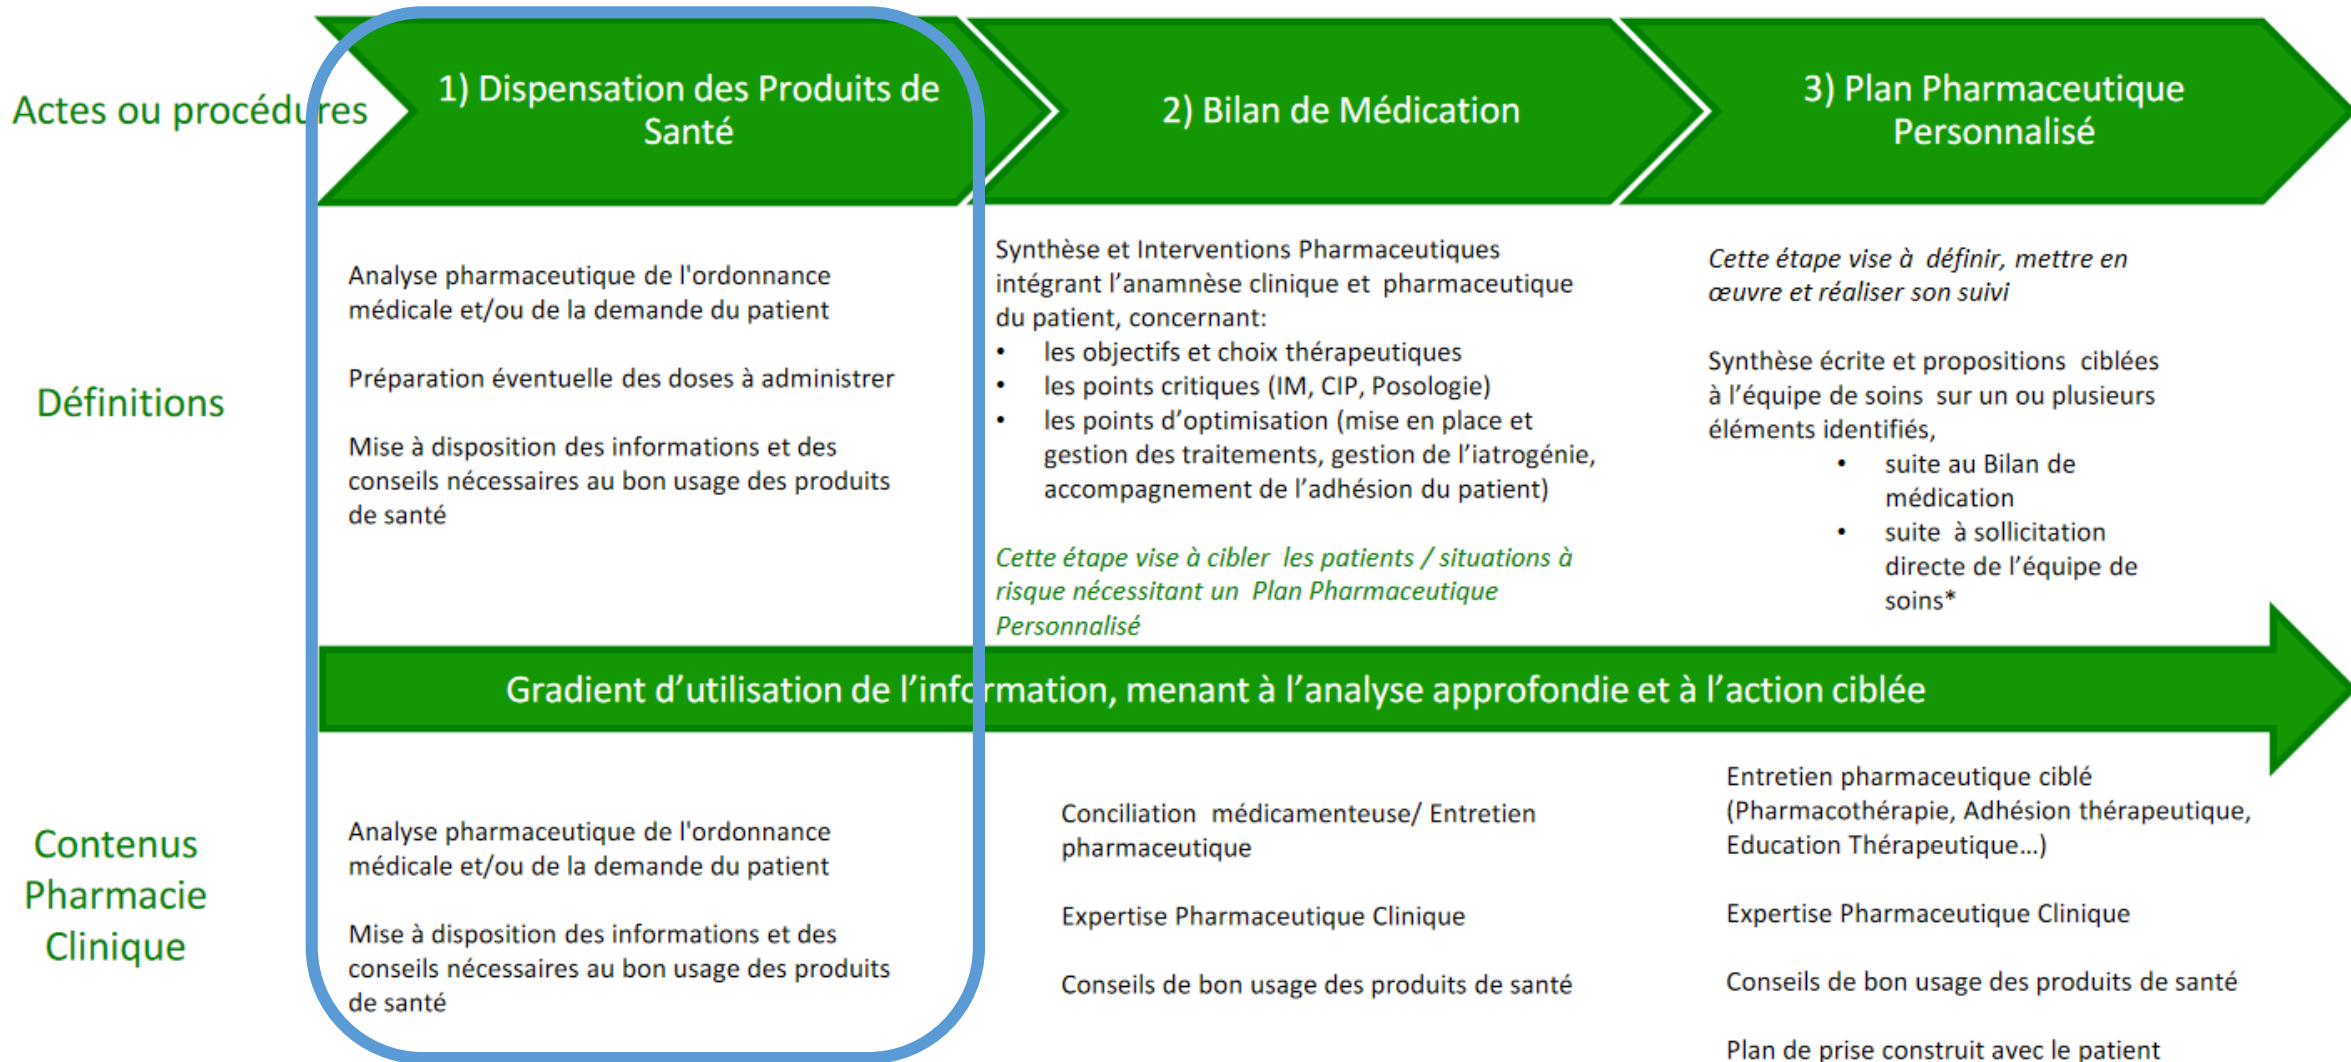 Actes ou procédures
1) Dispensation des Produits de
Santé
2) Bilan de Médication
3) Plan Pharmaceutique
Personnalisé
Définitions
Analyse pharmaceutique de l'ordonnance
médicale et/ou de la demande du patient
Préparation éventuelle des doses à administrer
Mise à disposition des informations et des
conseils nécessaires au bon usage des produits
de santé
Synthèse et Interventions Pharmaceutiques
intégrant l’anamnèse clinique et pharmaceutique
du patient, concernant:
• les objectifs et choix thérapeutiques
• les points critiques (IM, CIP, Posologie)
• les points d’optimisation (mise en place et
gestion des traitements, gestion de l’iatrogénie,
accompagnement de l’adhésion du patient)
Cette étape vise à cibler les patients / situations à
risque nécessitant un Plan Pharmaceutique
Personnalisé
Cette étape vise à définir, mettre en
œuvre et réaliser son suivi
Synthèse écrite et propositions ciblées
à l’équipe de soins sur un ou plusieurs
éléments identifiés,
• suite au Bilan de
médication
• suite à sollicitation
directe de l’équipe de
soins*
Gradient d’utilisation de l’information, menant à l’analyse approfondie et à l’action ciblée
Contenus
Pharmacie
Clinique
Analyse pharmaceutique de l'ordonnance
médicale et/ou de la demande du patient
Mise à disposition des informations et des
conseils nécessaires au bon usage des produits
de santé
Conciliation médicamenteuse/ Entretien
pharmaceutique
Expertise Pharmaceutique Clinique
Conseils de bon usage des produits de santé
Entretien pharmaceutique ciblé
(Pharmacothérapie, Adhésion thérapeutique,
Education Thérapeutique…)
Expertise Pharmaceutique Clinique
Conseils de bon usage des produits de santé
Plan de prise construit avec le patient